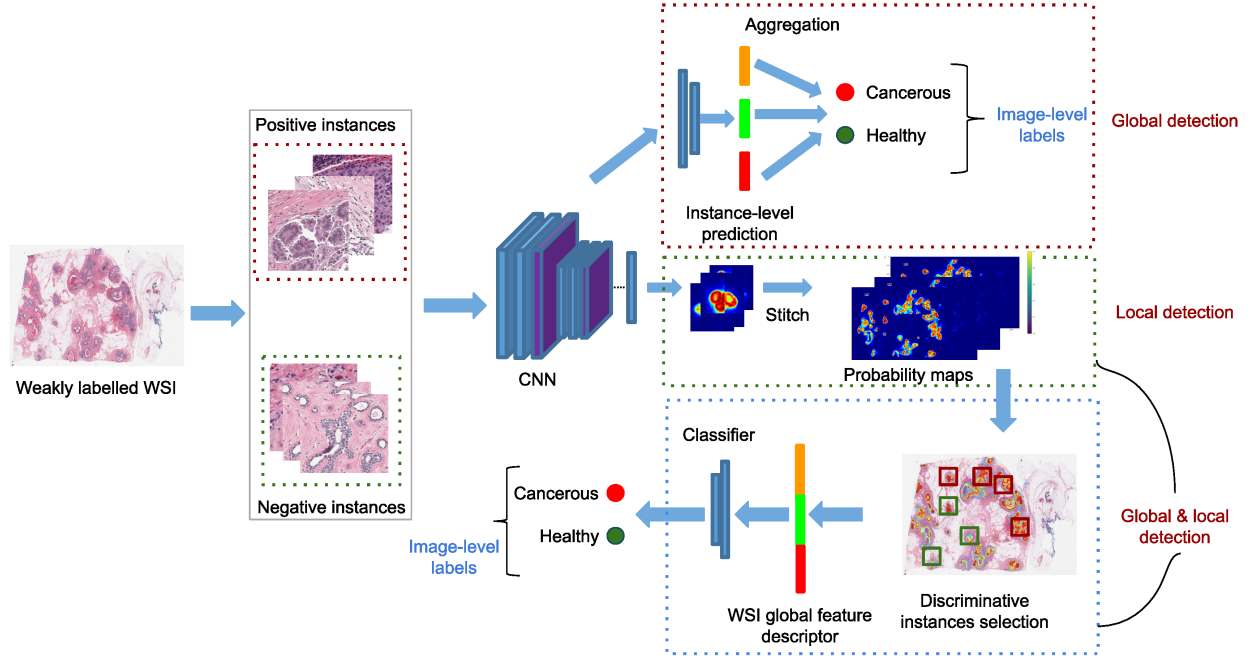 Weakly labelled WSI
Positive instances
Negative instances
CNN
Aggregation
Cancerous
Healthy
Image-level
labels
Instance-level
prediction
Global detection
Stitch
Probability maps
Local detection
Classifier
Cancerous
Healthy
Image-level
labels
WSI global feature
descriptor
Discriminative
instances selection
Global & local
detection